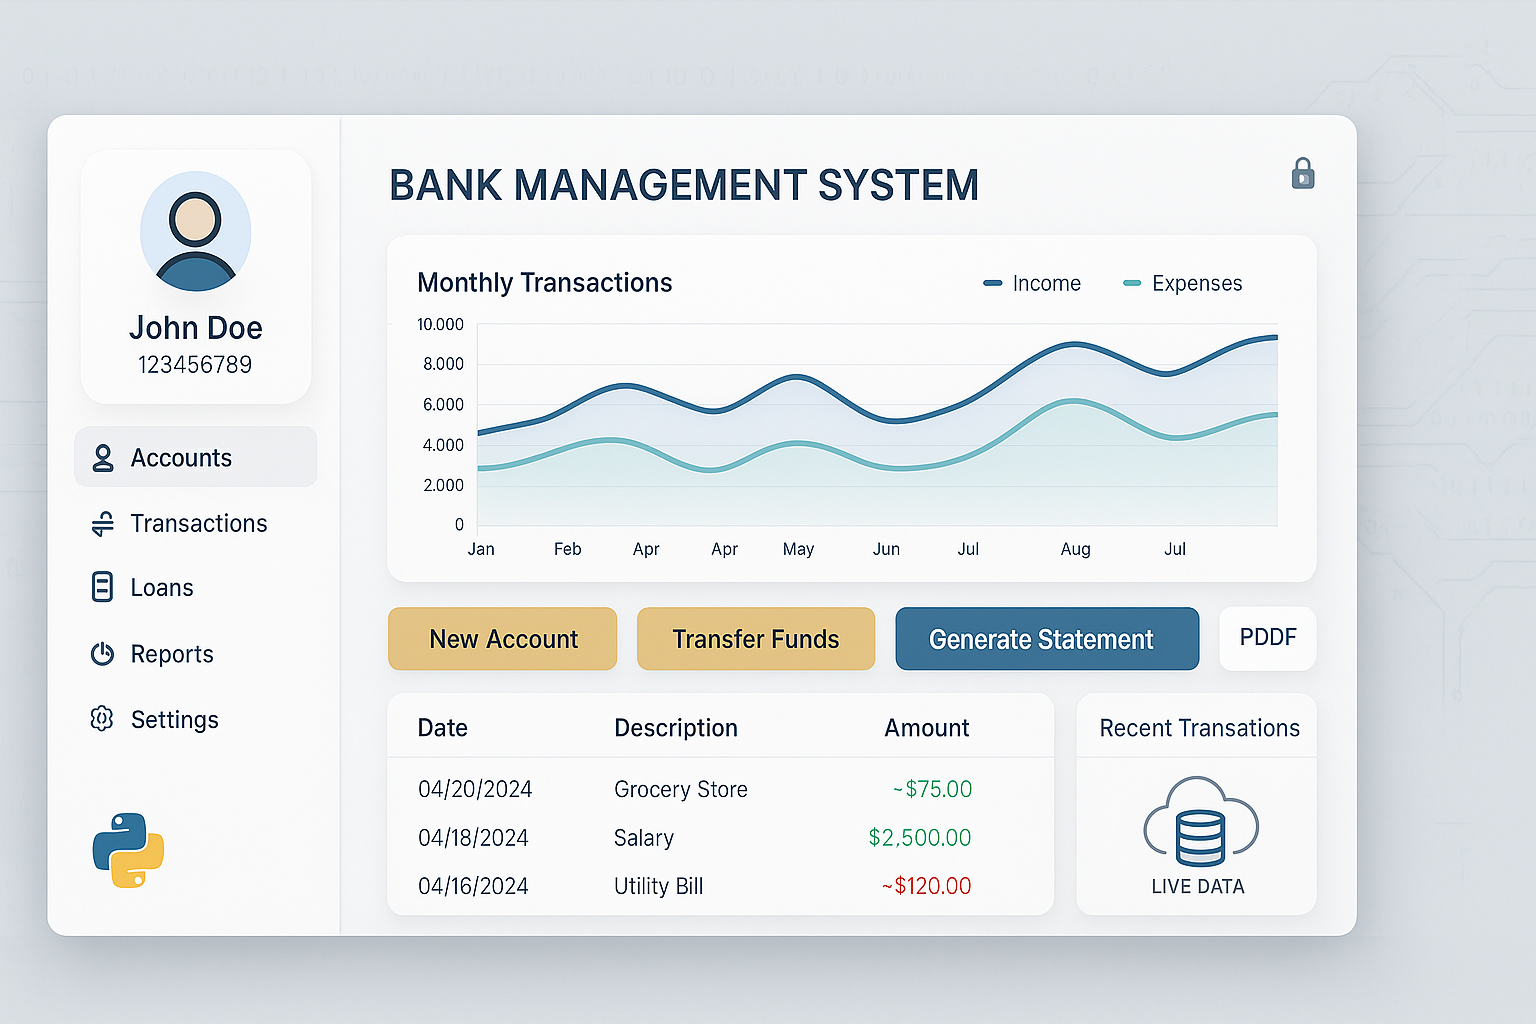 BANK MANAGEMENT SYSTEM
John Doe
123456789
Accounts
Transactions
Loans
Reports
Settings
Monthly Transactions
Income
Expenses
10.000
8.000
6.000
4.000
2.000
0
Jan Feb Apr Apr May Jun Jul Aug Jul
New Account
Transfer Funds
Generate Statement
PDDF
Date Description Amount
04/20/2024 Grocery Store ~$75.00
04/18/2024 Salary $2,500.00
04/16/2024 Utility Bill ~$120.00
Recent Transations
LIVE DATA